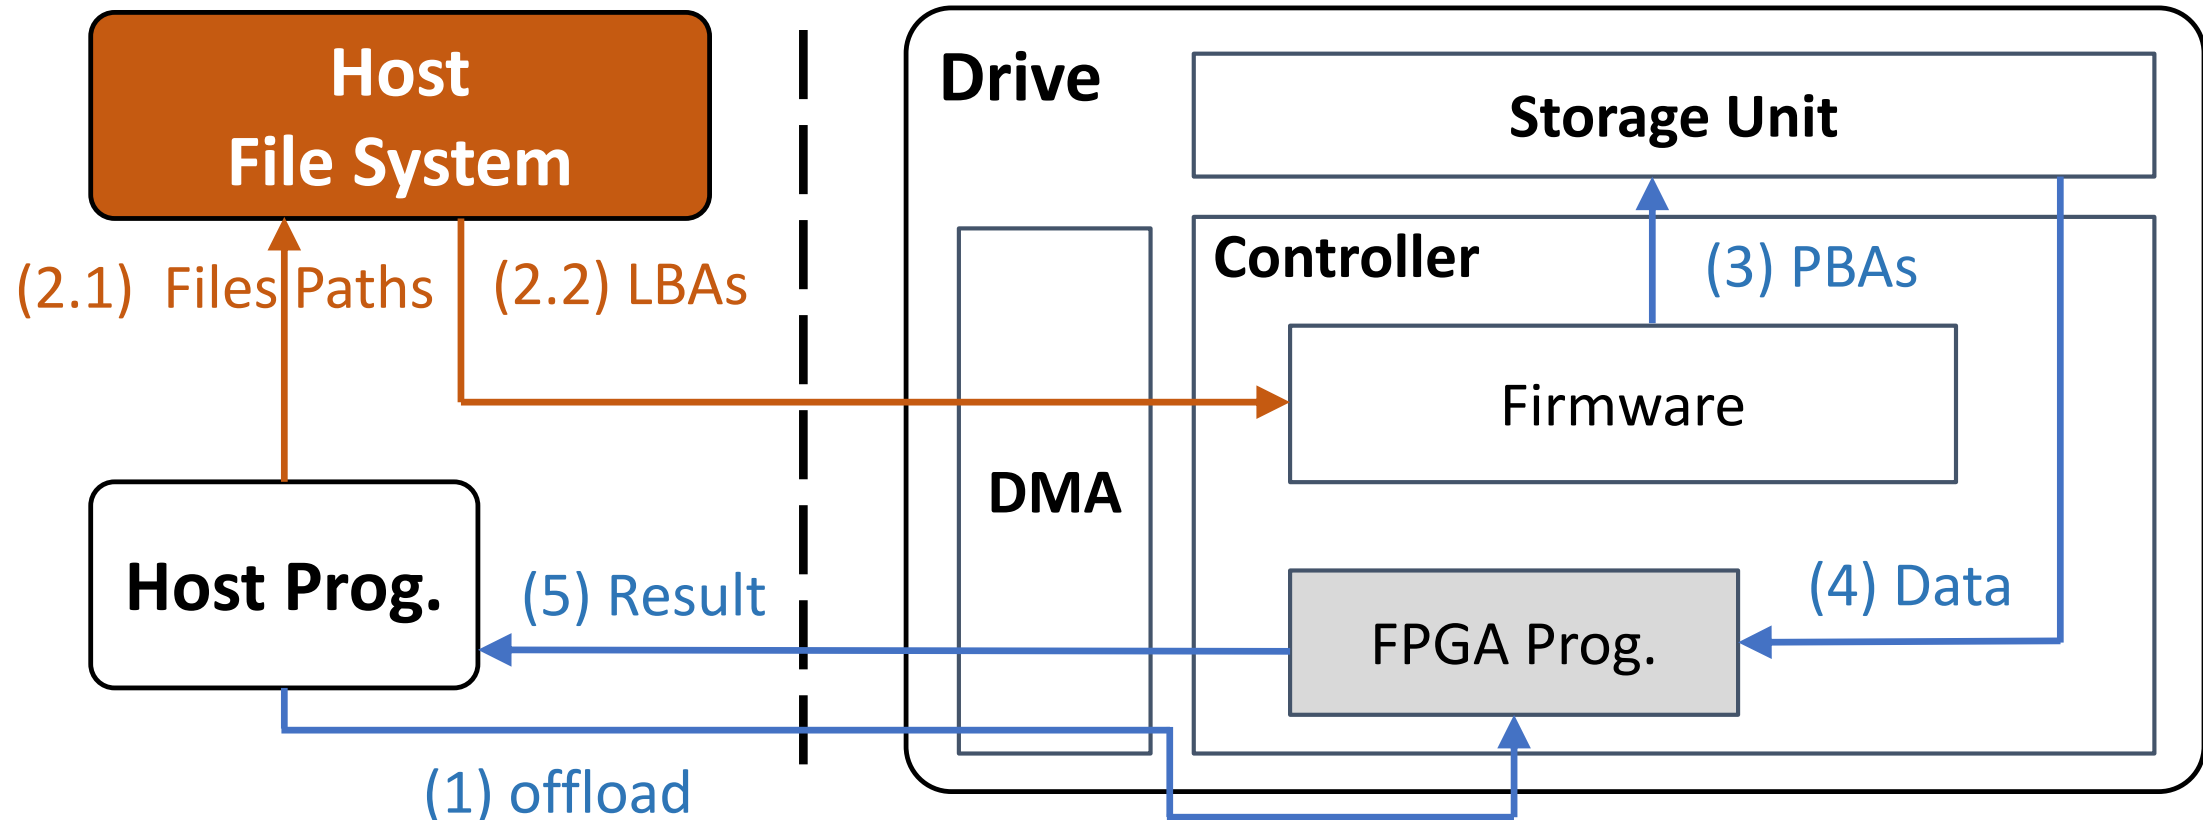 Host
File System
Drive
Storage Unit
(2.1) Files Paths
(2.2) LBAs
Controller
(3) PBAs
Firmware
DMA
Host Prog.
(5) Result
FPGA Prog.
(4) Data
(1) offload